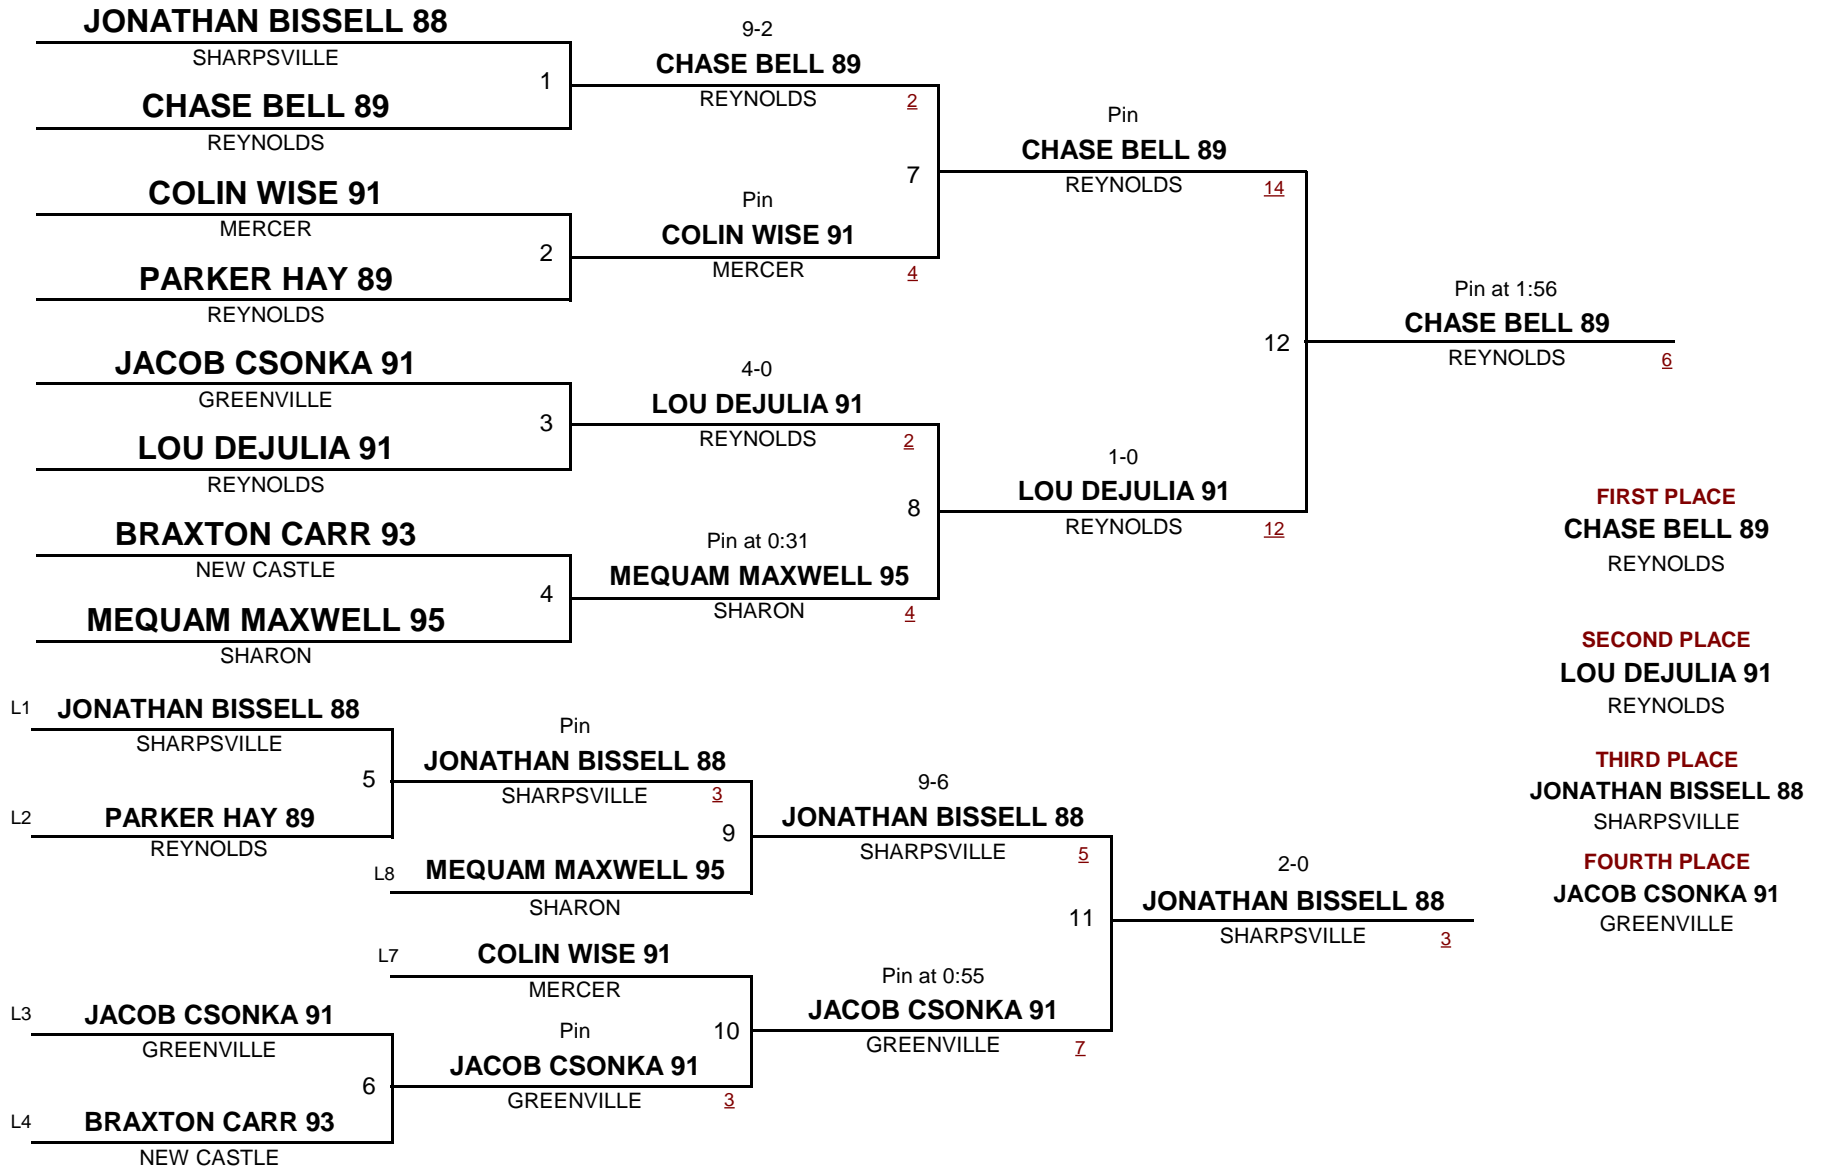 JONATHAN BISSELL 88
SHARPSVILLE
1
CHASE BELL 89
REYNOLDS
COLIN WISE 91
MERCER
2
PARKER HAY 89
REYNOLDS
JACOB CSONKA 91
GREENVILLE
3
LOU DEJULIA 91
REYNOLDS
BRAXTON CARR 93
NEW CASTLE
4
MEQUAM MAXWELL 95
SHARON
9-2
CHASE BELL 89
REYNOLDS 2
7
Pin
COLIN WISE 91
MERCER 4
4-0
LOU DEJULIA 91
REYNOLDS 2
8
Pin at 0:31
MEQUAM MAXWELL 95
SHARON 4
Pin
CHASE BELL 89
REYNOLDS 14
12
1-0
LOU DEJULIA 91
REYNOLDS 12
Pin at 1:56
CHASE BELL 89
REYNOLDS 6
L1 JONATHAN BISSELL 88
SHARPSVILLE
5
L2 PARKER HAY 89
REYNOLDS
L3 JACOB CSONKA 91
GREENVILLE
6
L4 BRAXTON CARR 93
NEW CASTLE
Pin
JONATHAN BISSELL 88
SHARPSVILLE 3
9
L8 MEQUAM MAXWELL 95
SHARON
L7 COLIN WISE 91
MERCER
10
Pin
JACOB CSONKA 91
GREENVILLE 3
9-6
JONATHAN BISSELL 88
SHARPSVILLE 5
11
Pin at 0:55
JACOB CSONKA 91
GREENVILLE 7
2-0
JONATHAN BISSELL 88
SHARPSVILLE 3
FIRST PLACE
CHASE BELL 89
REYNOLDS
SECOND PLACE
LOU DEJULIA 91
REYNOLDS
THIRD PLACE
JONATHAN BISSELL 88
SHARPSVILLE
FOURTH PLACE
JACOB CSONKA 91
GREENVILLE